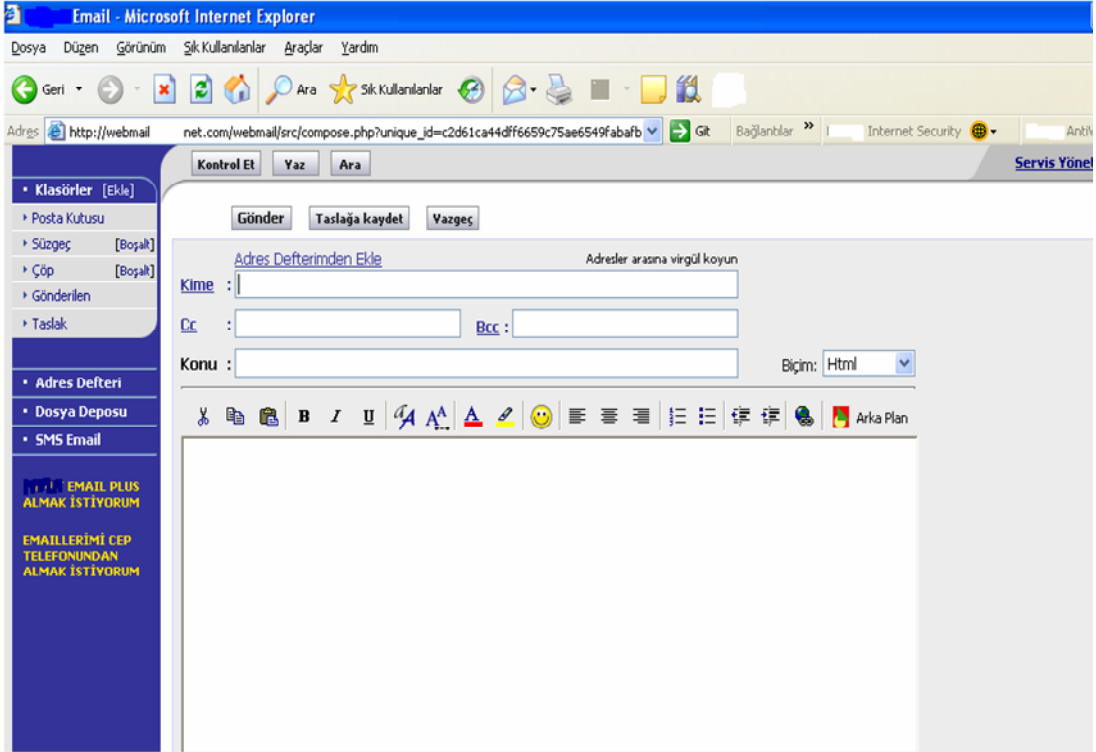 Email - Microsoft Internet Explorer
Dosya Düzen Görünüm Sık Kullanılanlar Araçlar Yardım
Geri Ara Sık Kullanılanlar
Adres http://webmail net.com/webmail/src/compose.php?unique_id=c2d61ca44dff6659c75ae6549fabafb Git Bağlantılar » Internet Security
Kontrol Et Yaz Ara
Klasörler [Ekle]
Posta Kutusu
Süzgeç [Boşalt]
Çöp [Boşalt]
Gönderilen
Taslak
Adres Defteri
Dosya Deposu
SMS Email
EMAIL PLUS
ALMAK İSTİYORUM
EMAILLERİMİ CEP
TELEFONUNDAN
ALMAK İSTİYORUM
Gönder Taslağa kaydet Vazgeç
Adres Defterimden Ekle Adresler arasına virgül koyun
Kime :
Cc : Bcc :
Konu : Biçim: Html
B I U Arka Plan